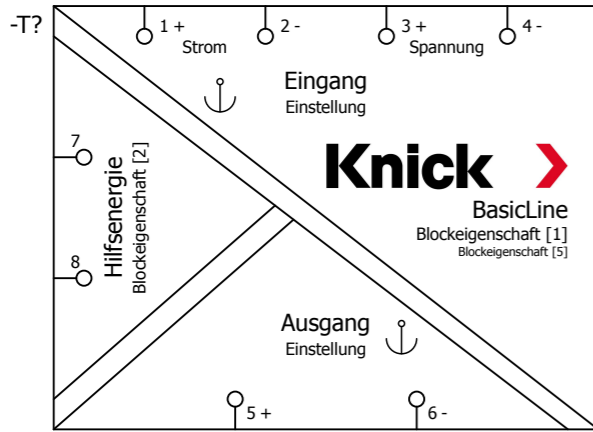 -T?
1 +
2 -
3 +
4 -
Strom
Spannung
Eingang
Einstellung
7
8
Hilfsenergie
Blockeigenschaft [2]
Knick
BasicLine
Blockeigenschaft [1]
Blockeigenschaft [5]
Ausgang
Einstellung
5 +
6 -